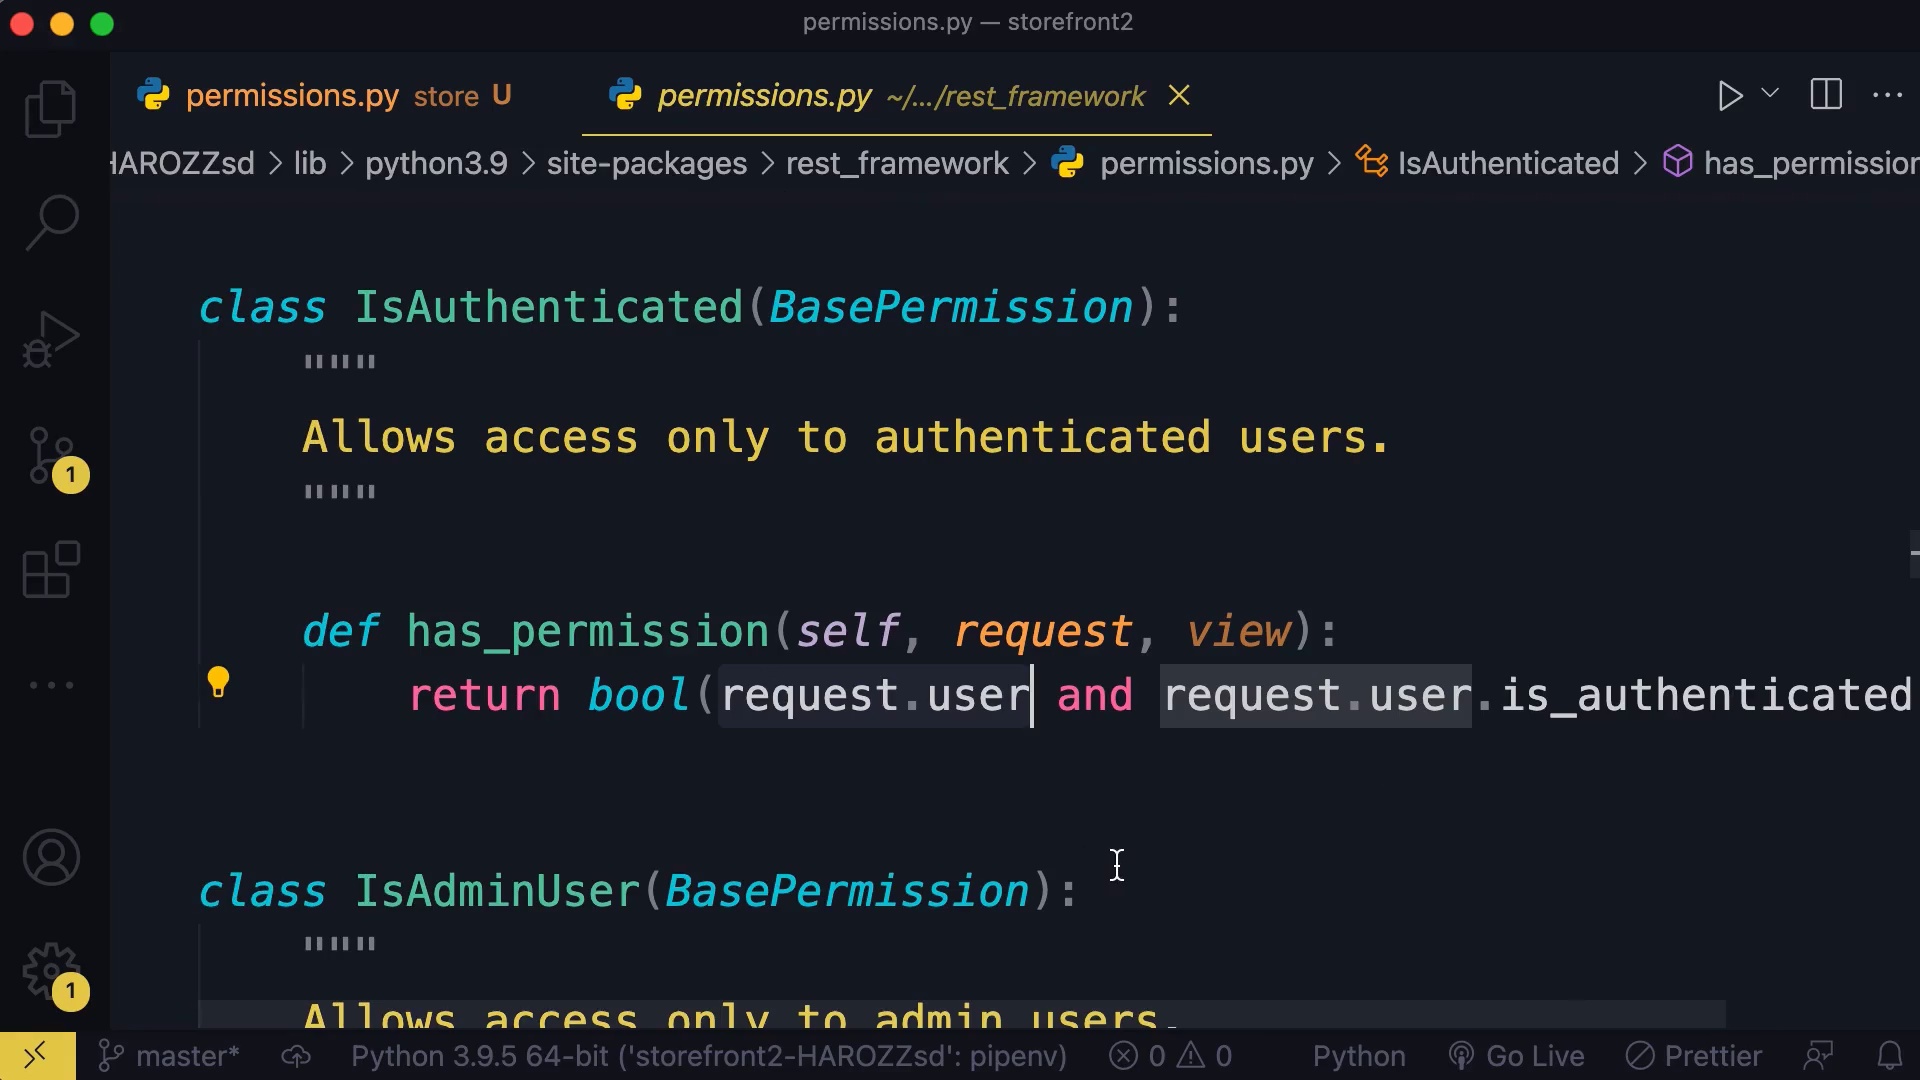 permissions.py — storefront2
permissions.py store U
permissions.py ~/.../rest_framework
HAROZZsd > lib > python3.9 > site-packages > rest_framework > permissions.py > IsAuthenticated > has_permission
class IsAuthenticated(BasePermission):
"""
Allows access only to authenticated users.
"""
def has_permission(self, request, view):
return bool(request.user and request.user.is_authenticated
class IsAdminUser(BasePermission):
"""
Allows access only to admin users.
1
1
master* Python 3.9.5 64-bit ('storefront2-HAROZZsd': pipenv) 0 0 Python Go Live Prettier